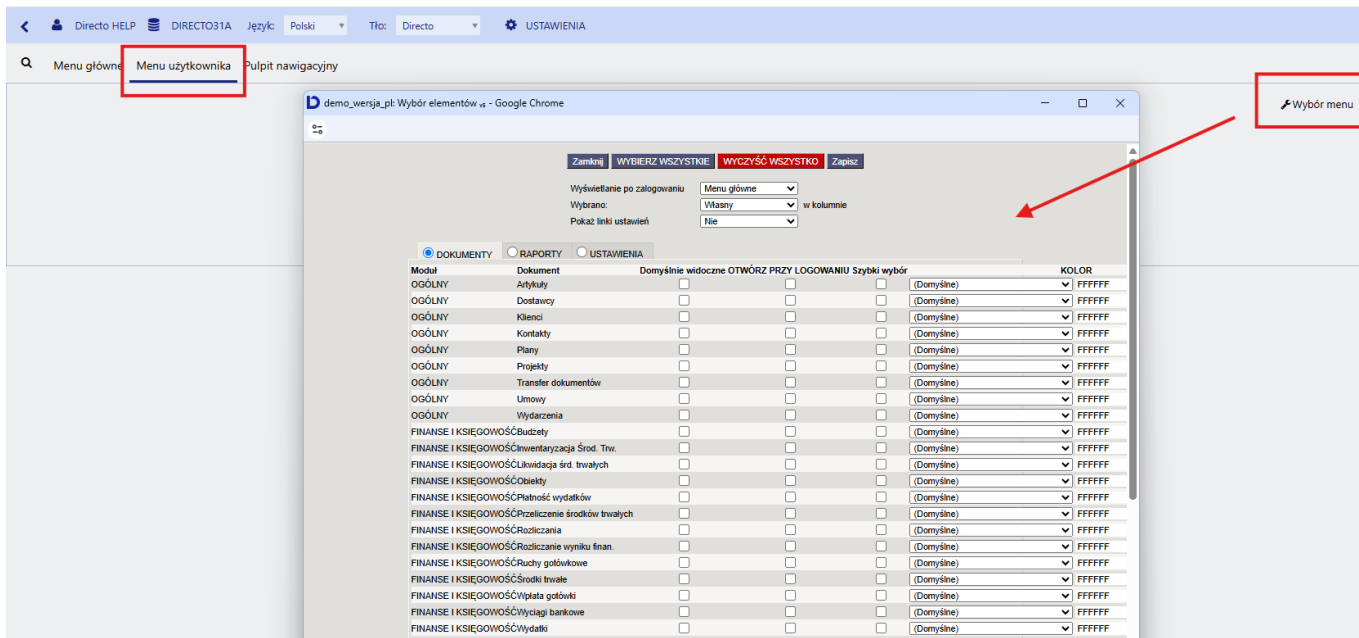 Directo HELP DIRECTO31A Język: Polski Tło: Directo USTAWIENIA
Menu główne Menu użytkownika Pulpit nawigacyjny
Wybór menu
demo_wersja_pl: Wybór elementów vs - Google Chrome
Zamknij WYBIERZ WSZYSTKIE WYCZYŚĆ WSZYSTKO Zapisz
Wyświetlanie po zalogowaniu Menu główne
Wybrano: Własny w kolumnie
Pokaż linki ustawień Nie
DOKUMENTY RAPORTY USTAWIENIA
Moduł Dokument Domyślnie widoczne OTWÓRZ PRZY LOGOWANIU Szybki wybór KOLOR
OGÓLNY Artykuły (Domyślne) FFFFFF
OGÓLNY Dostawcy (Domyślne) FFFFFF
OGÓLNY Klienci (Domyślne) FFFFFF
OGÓLNY Kontakty (Domyślne) FFFFFF
OGÓLNY Plany (Domyślne) FFFFFF
OGÓLNY Projekty (Domyślne) FFFFFF
OGÓLNY Transfer dokumentów (Domyślne) FFFFFF
OGÓLNY Umowy (Domyślne) FFFFFF
OGÓLNY Wydarzenia (Domyślne) FFFFFF
FINANSE I KSIĘGOWOŚĆ Budżety (Domyślne) FFFFFF
FINANSE I KSIĘGOWOŚĆ Inwentaryzacja Środ. Trw. (Domyślne) FFFFFF
FINANSE I KSIĘGOWOŚĆ Likwidacja śrd. trwałych (Domyślne) FFFFFF
FINANSE I KSIĘGOWOŚĆ Obiekty (Domyślne) FFFFFF
FINANSE I KSIĘGOWOŚĆ Płatność wydatków (Domyślne) FFFFFF
FINANSE I KSIĘGOWOŚĆ Przeliczenie środków trwałych (Domyślne) FFFFFF
FINANSE I KSIĘGOWOŚĆ Rozliczania (Domyślne) FFFFFF
FINANSE I KSIĘGOWOŚĆ Rozliczanie wyniku finan. (Domyślne) FFFFFF
FINANSE I KSIĘGOWOŚĆ Ruchy gotówkowe (Domyślne) FFFFFF
FINANSE I KSIĘGOWOŚĆ Środki trwałe (Domyślne) FFFFFF
FINANSE I KSIĘGOWOŚĆ Wpłata gotówki (Domyślne) FFFFFF
FINANSE I KSIĘGOWOŚĆ Wyciągi bankowe (Domyślne) FFFFFF
FINANSE I KSIĘGOWOŚĆ Wydatki (Domyślne) FFFFFF